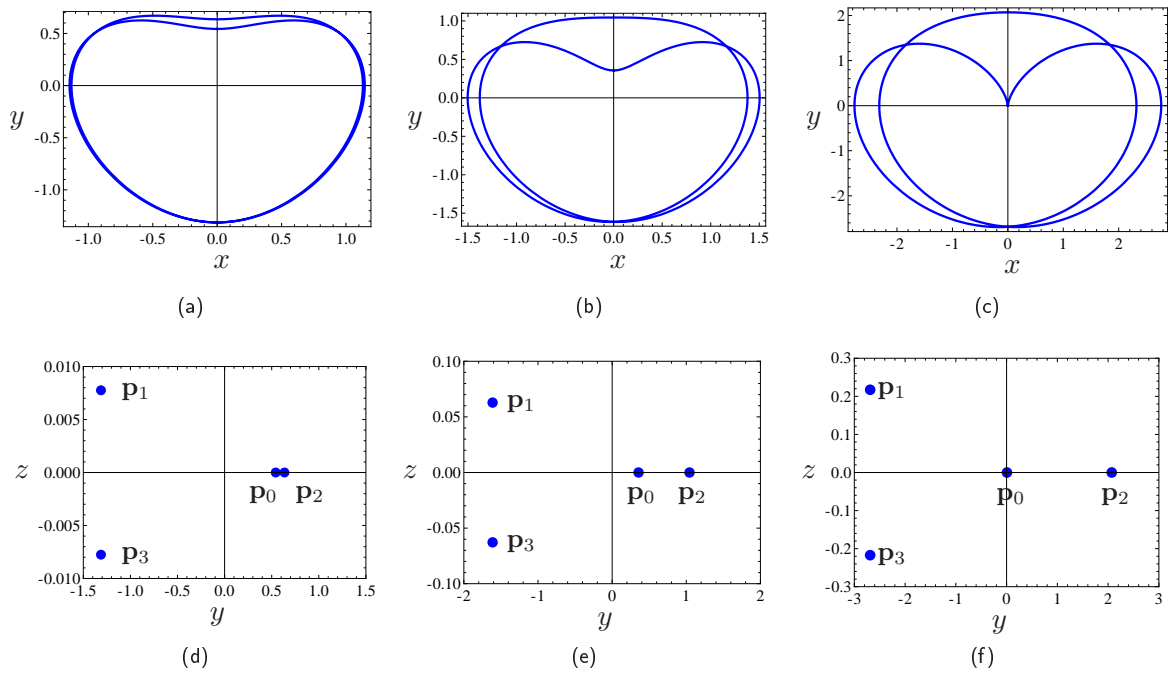 0.5
0.0
-0.5
-1.0
y
-1.0 -0.5 0.0 0.5 1.0
x
(a)
1.0
0.5
0.0
-0.5
-1.0
-1.5
y
-1.5 -1.0 -0.5 0.0 0.5 1.0 1.5
x
(b)
2
1
0
-1
-2
y
-2 -1 0 1 2
x
(c)
0.010
0.005
0.000
-0.005
-0.010
z
p1
p0 p2
p3
-1.5 -1.0 -0.5 0.0 0.5 1.0 1.5
y
(d)
0.10
0.05
0.00
-0.05
-0.10
z
p1
p0 p2
p3
-2 -1 0 1 2
y
(e)
0.3
0.2
0.1
0.0
-0.1
-0.2
-0.3
z
p1
p0 p2
p3
-3 -2 -1 0 1 2 3
y
(f)